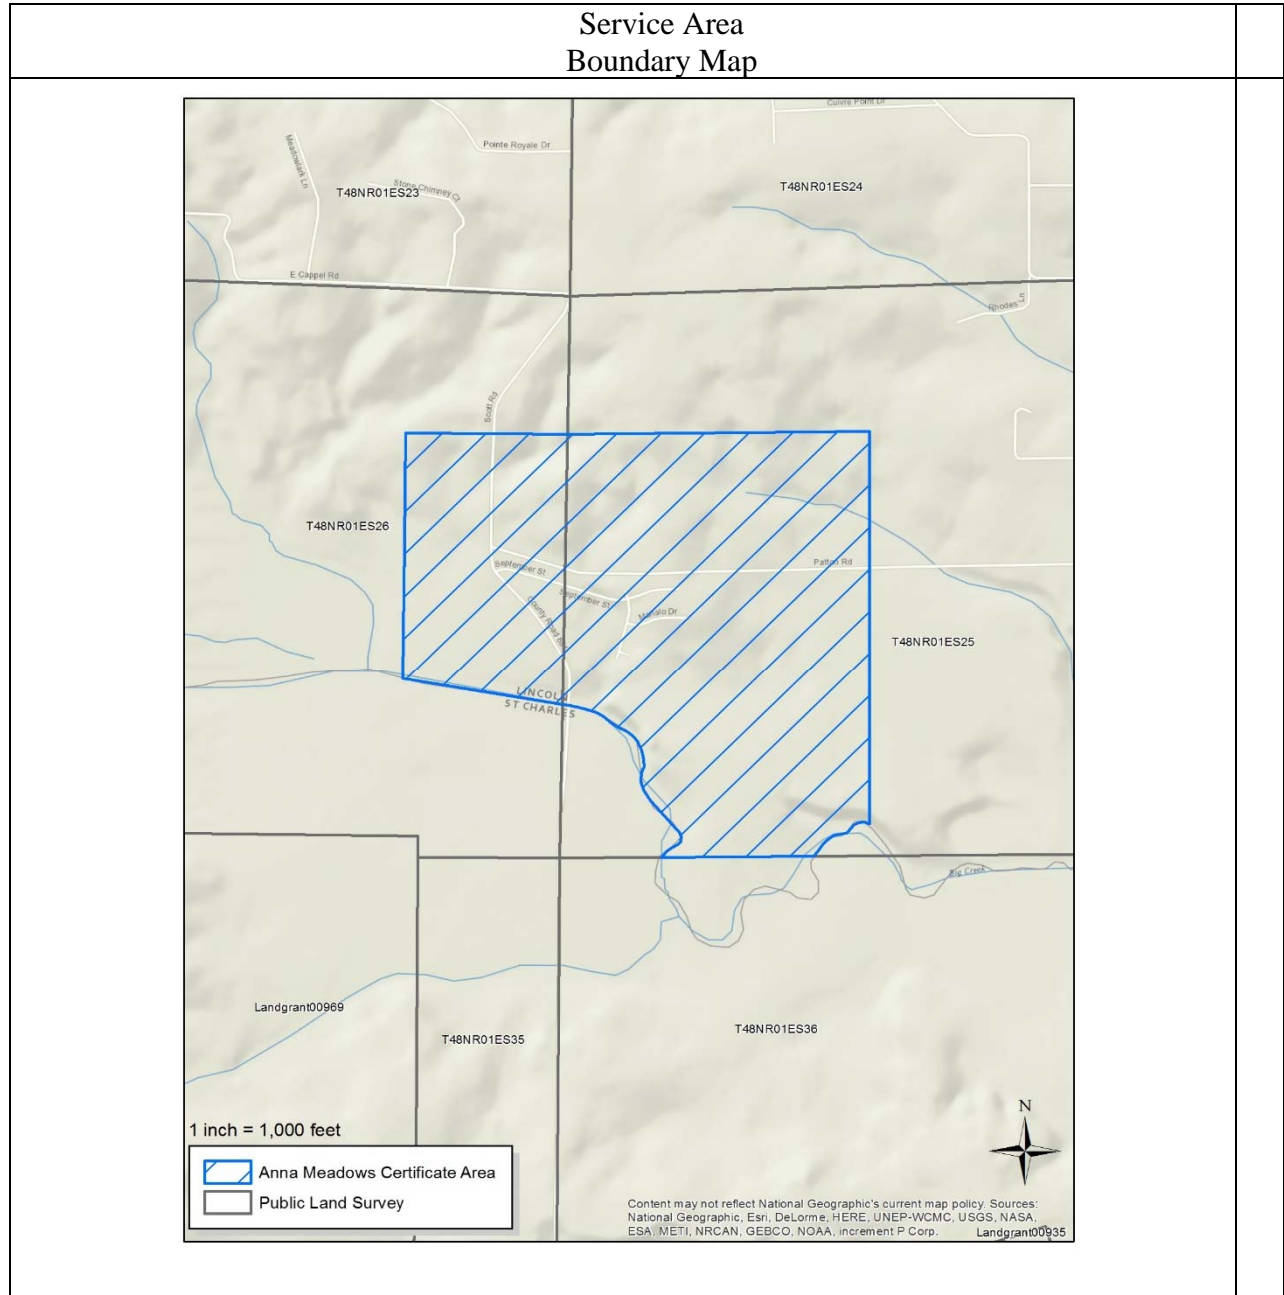 Service Area
Boundary Map
Cuivre Point Dr
Pointe Royale Dr
Meadowlark Ln
Stone Chimney Ct
T48NR01ES23
T48NR01ES24
E Cappel Rd
Rhodes Ln
Scott Rd
T48NR01ES26
September St
Patton Rd
September St
County Road
Dr
T48NR01ES25
LINCOLN
ST CHARLES
Big Creek
Landgrant00969
T48NR01ES35
T48NR01ES36
N
1 inch = 1,000 feet
Anna Meadows Certificate Area
Public Land Survey
Content may not reflect National Geographic's current map policy. Sources:
National Geographic, Esri, DeLorme, HERE, UNEP-WCMC, USGS, NASA,
ESA, METI, NRCAN, GEBCO, NOAA, increment P Corp.
Landgrant00935